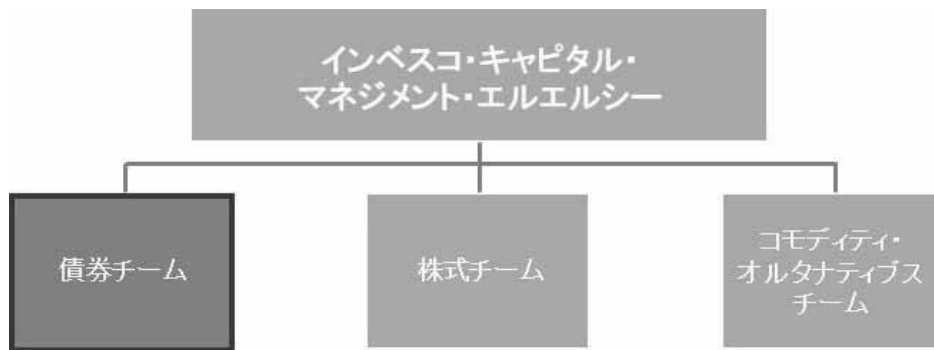 インベスコ・キャピタル・
マネジメント・エルエルシー
債券チーム
株式チーム
コモディティ・
オルタナティブス
チーム